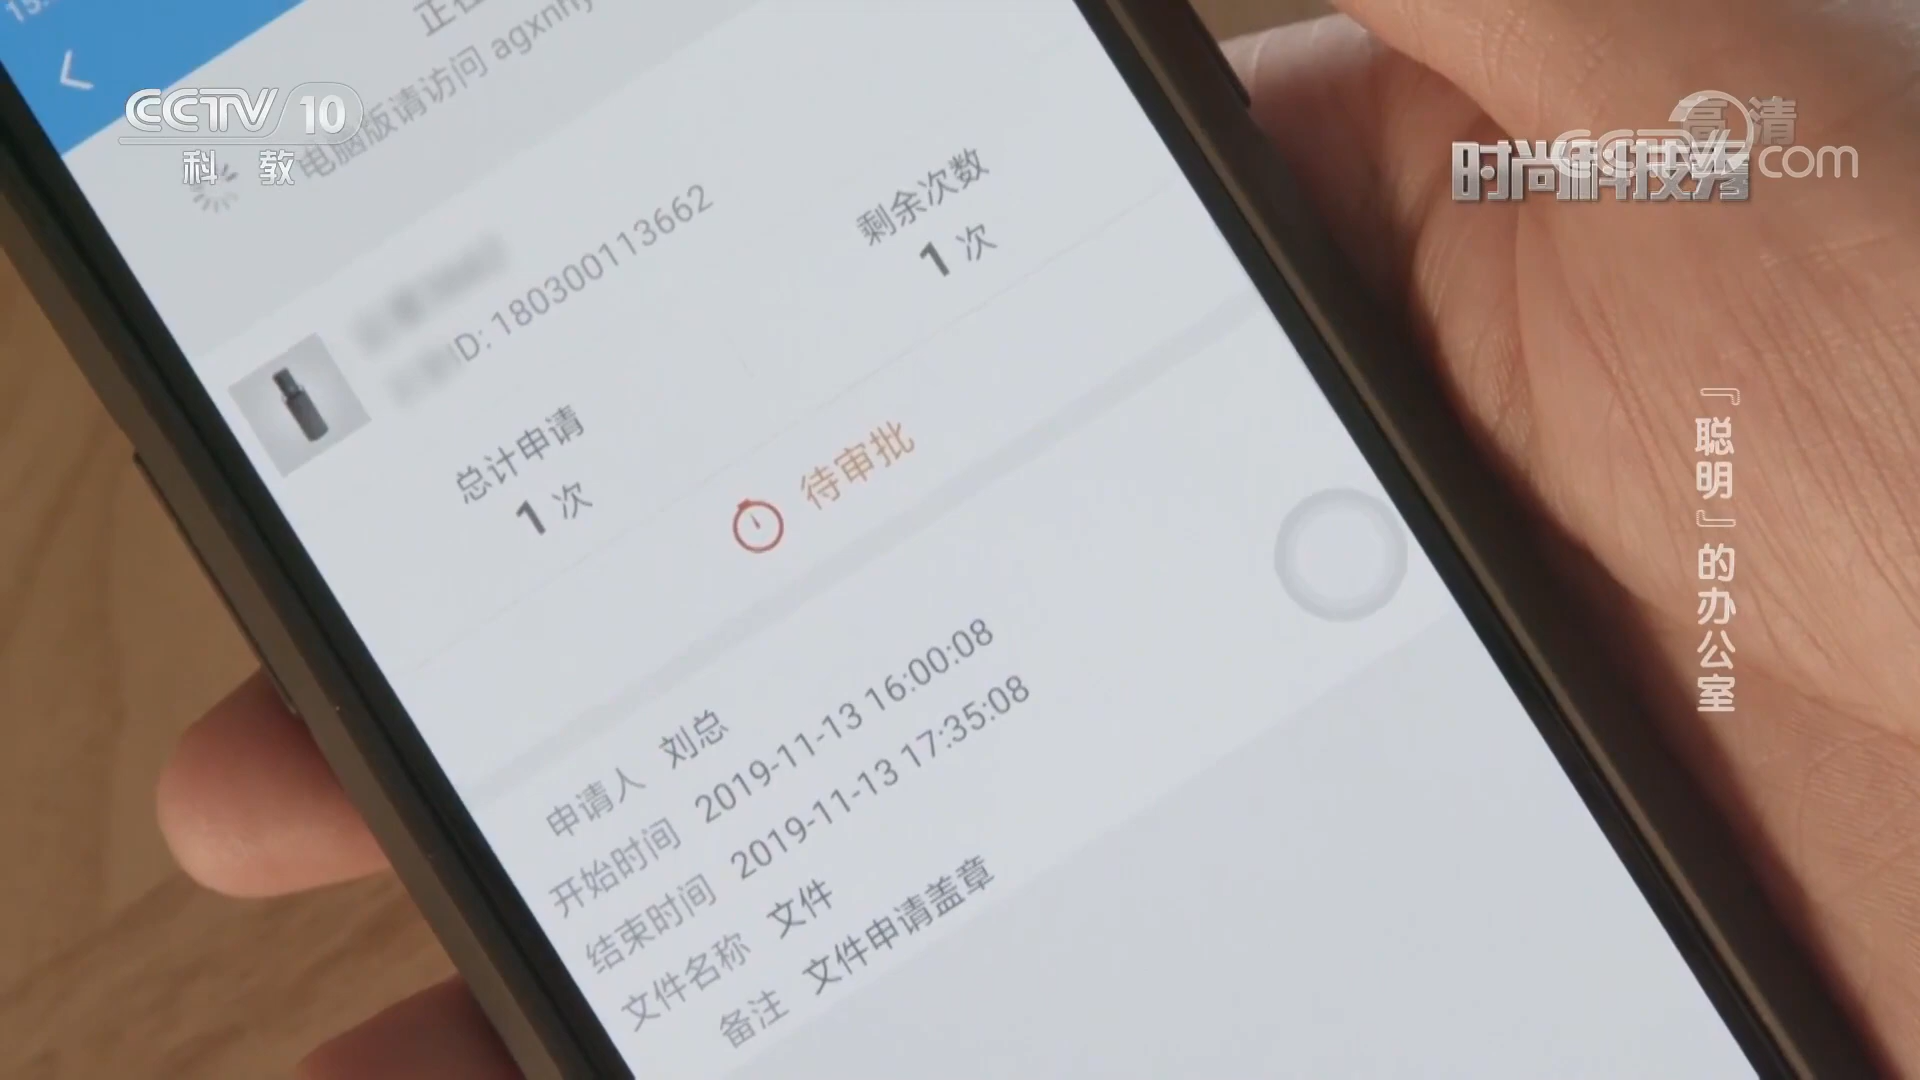 CCTV 10
科教
高清
CCTV.com
时尚科技秀
『聪明』的办公室
电脑版请访问 agxnhy
ID: 180300113662
总计申请
1 次
剩余次数
1 次
待审批
申请人 刘总
开始时间 2019-11-13 16:00:08
结束时间 2019-11-13 17:35:08
文件名称 文件
备注 文件申请盖章